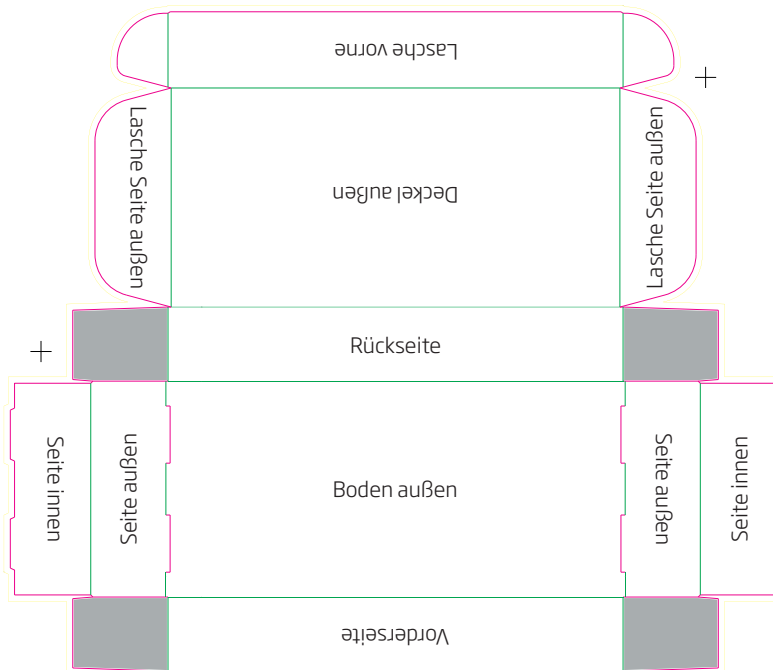 Lasche vorne
Lasche Seite außen
Deckel außen
Lasche Seite außen
Rückseite
Seite innen
Seite außen
Boden außen
Seite außen
Seite innen
Vorderseite